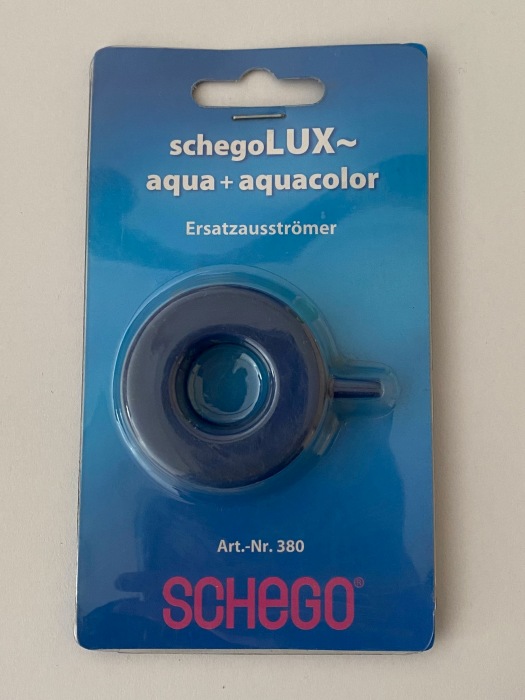 schegoLUX~
aqua + aquacolor
Ersatzausströmer
Art.-Nr. 380
SCHEGO®